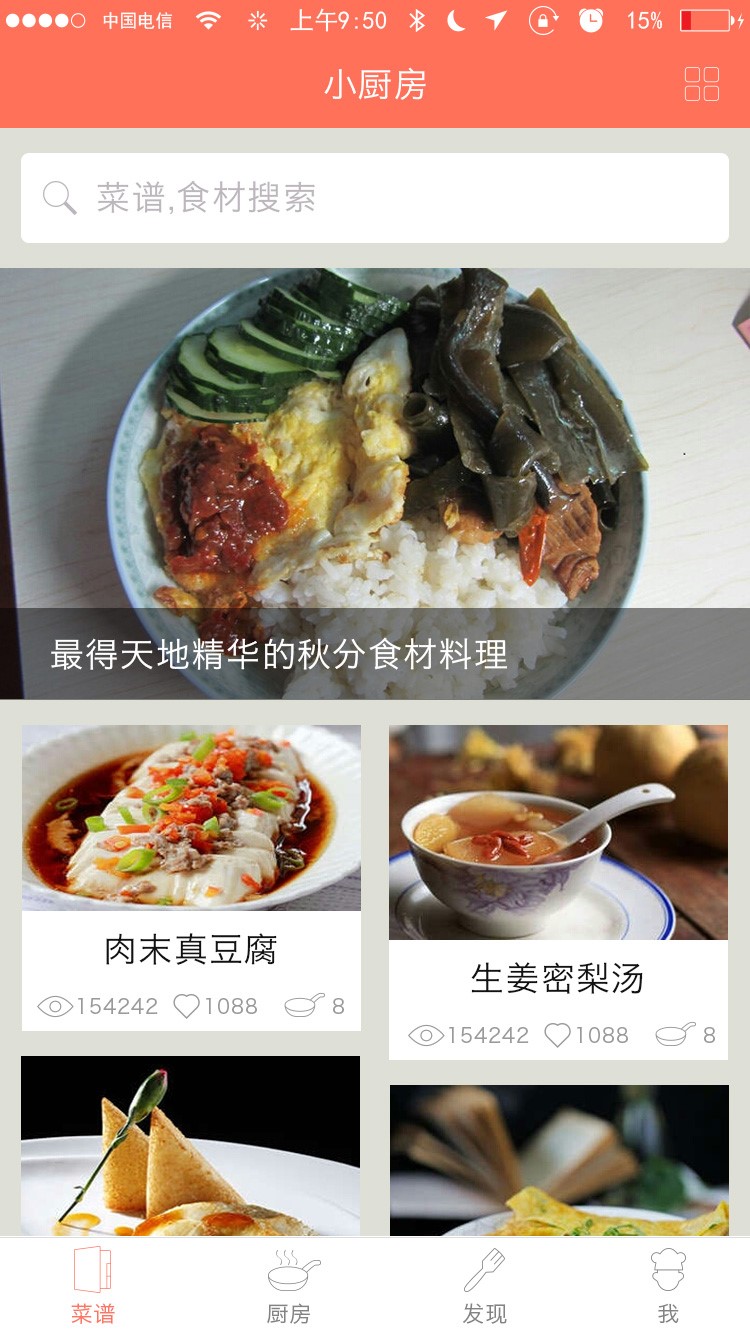 中国电信 上午9:50 15%
小厨房
菜谱,食材搜索
最得天地精华的秋分食材料理
肉末真豆腐
154242 1088 8
生姜密梨汤
154242 1088 8
菜谱 厨房 发现 我